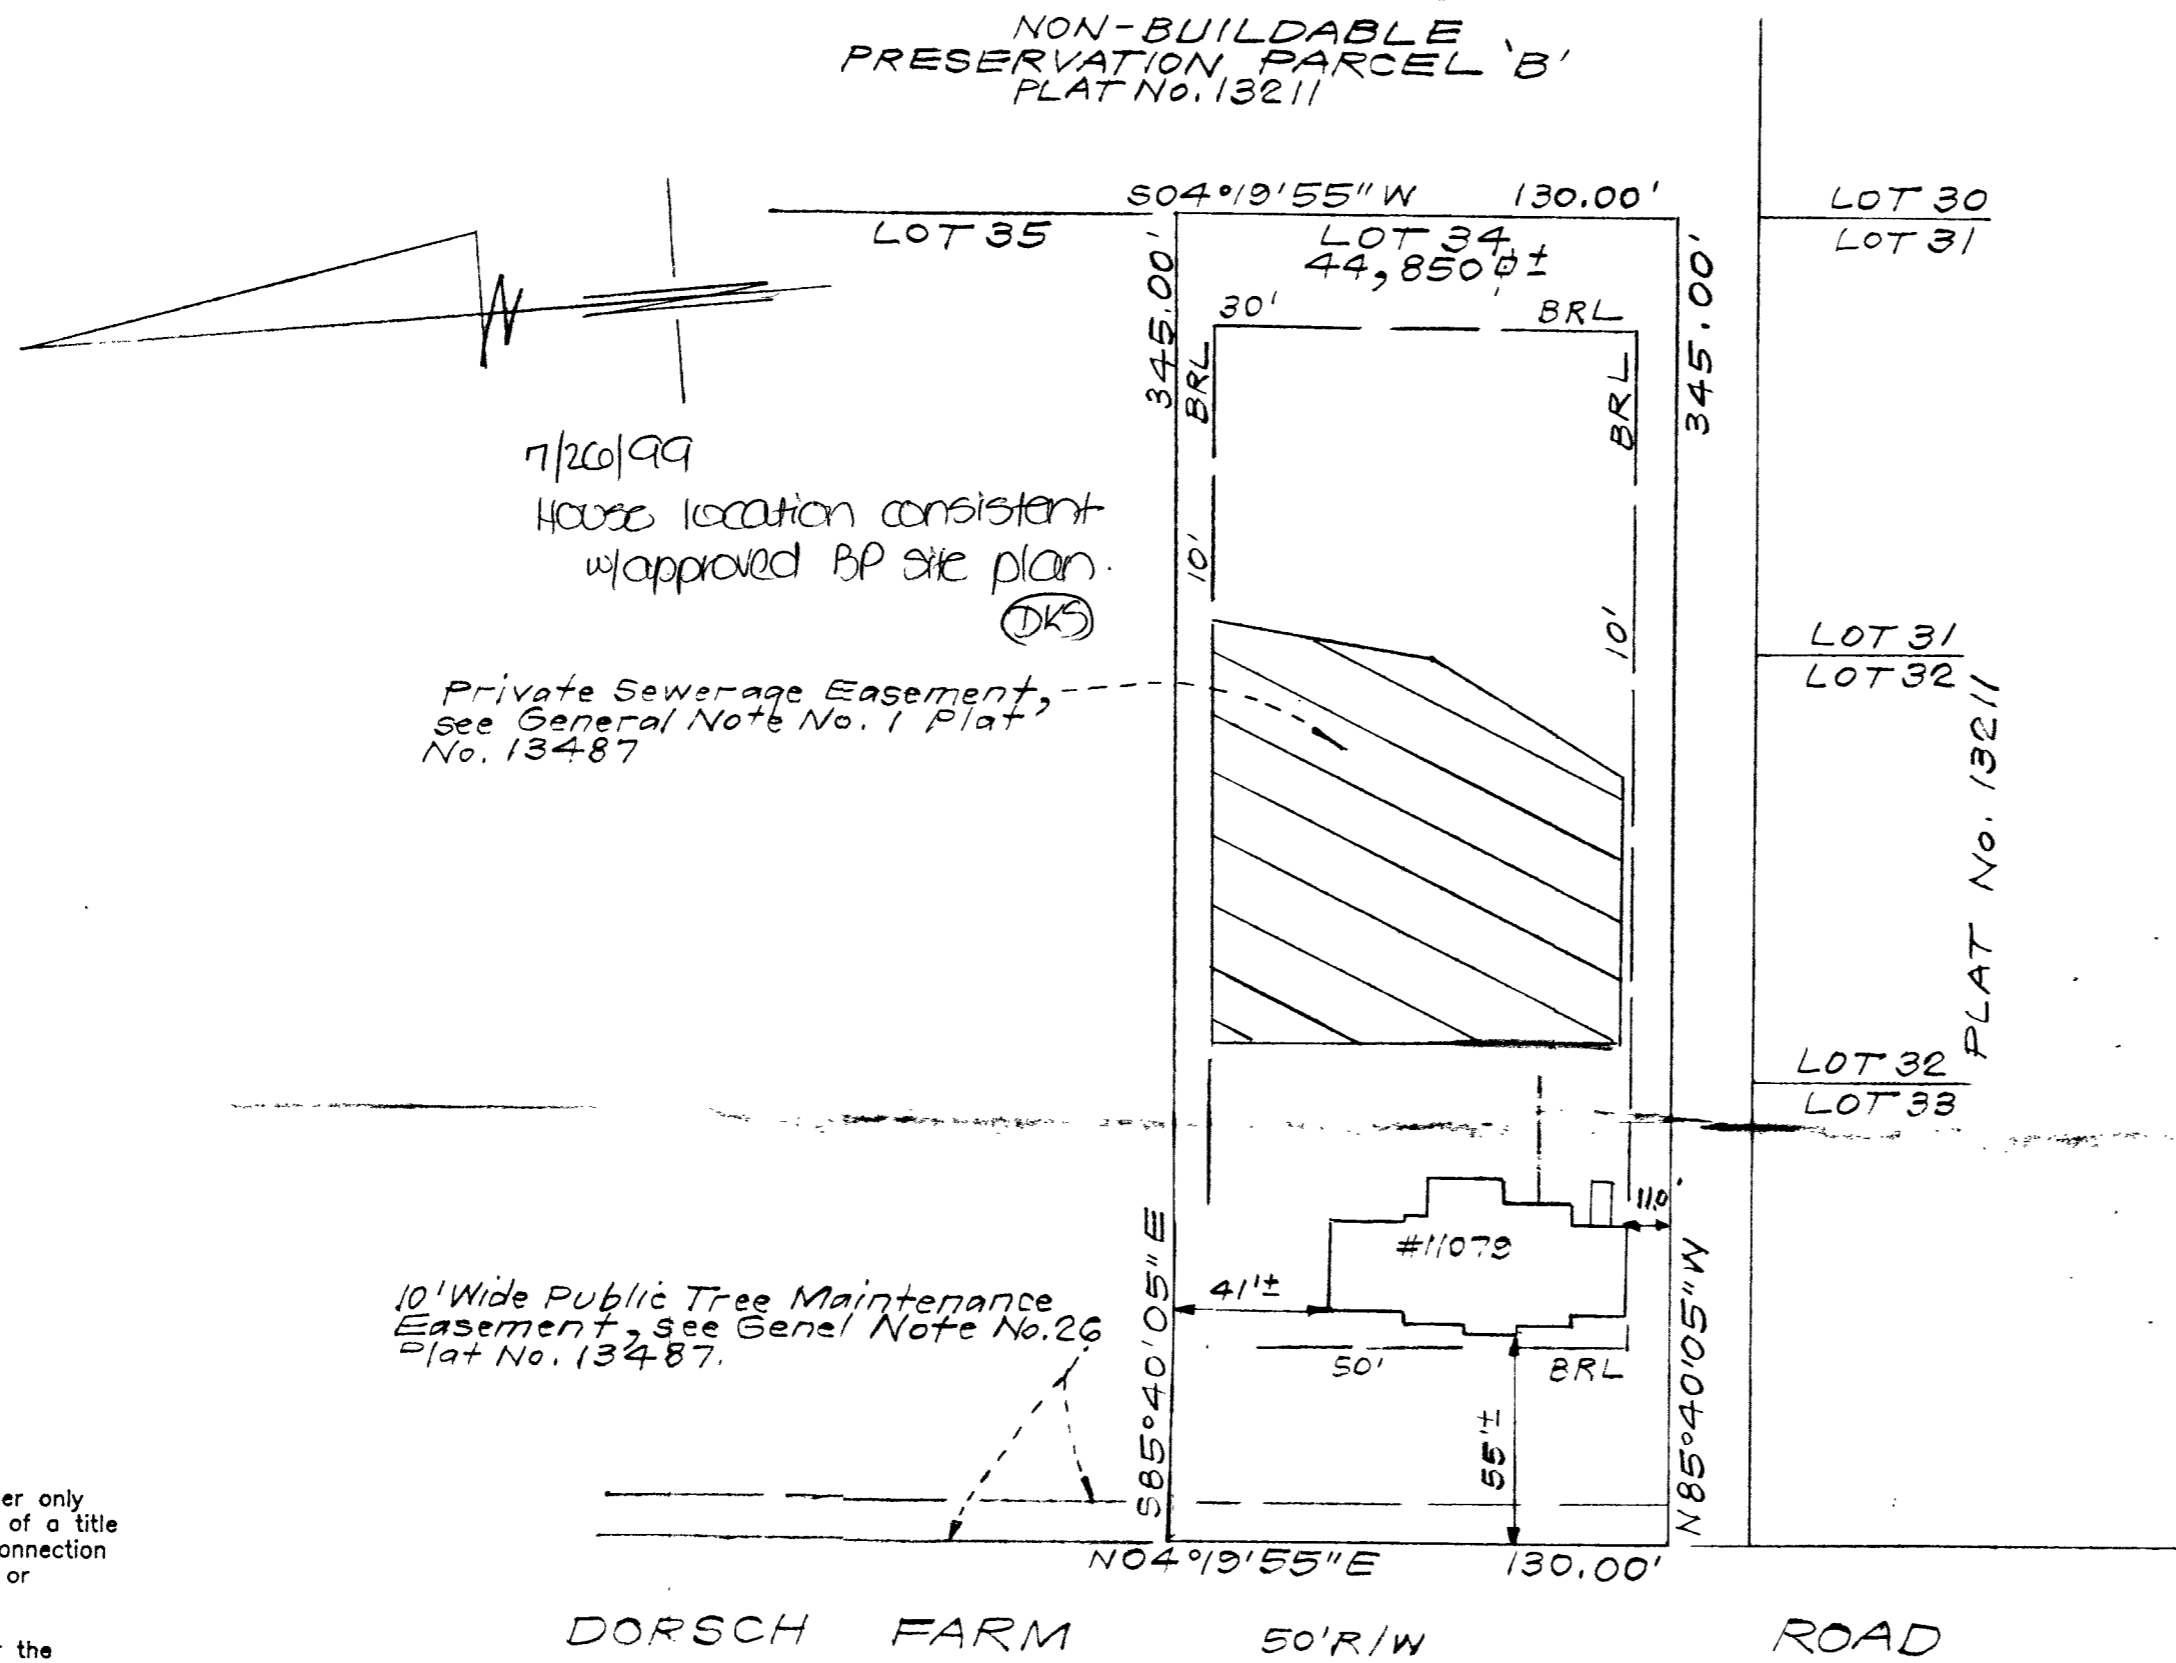 NON-BUILDABLE
PRESERVATION PARCEL 'B'
PLAT No. 13211
S04°19'55"W 130.00'
LOT 35
LOT 34
44,850 ±
LOT 30
LOT 31
N
345.00'
345.00'
30' BRL
BRL
BRL
7/26/99
House location consistent
w/approved BP site plan.
DKS
10'
10'
LOT 31
LOT 32
PLAT No. 13211
Private Sewerage Easement,
see General Note No. 1 Plat
No. 13487
LOT 32
LOT 33
11.0'
#11079
41'±
S85°40'05"E
N85°40'05"W
10' Wide Public Tree Maintenance
Easement, see Genel Note No.26
Plat No. 13487.
50' BRL
55'±
N04°19'55"E 130.00'
DORSCH FARM 50'R/W ROAD
er only
of a title
onnection
or
the